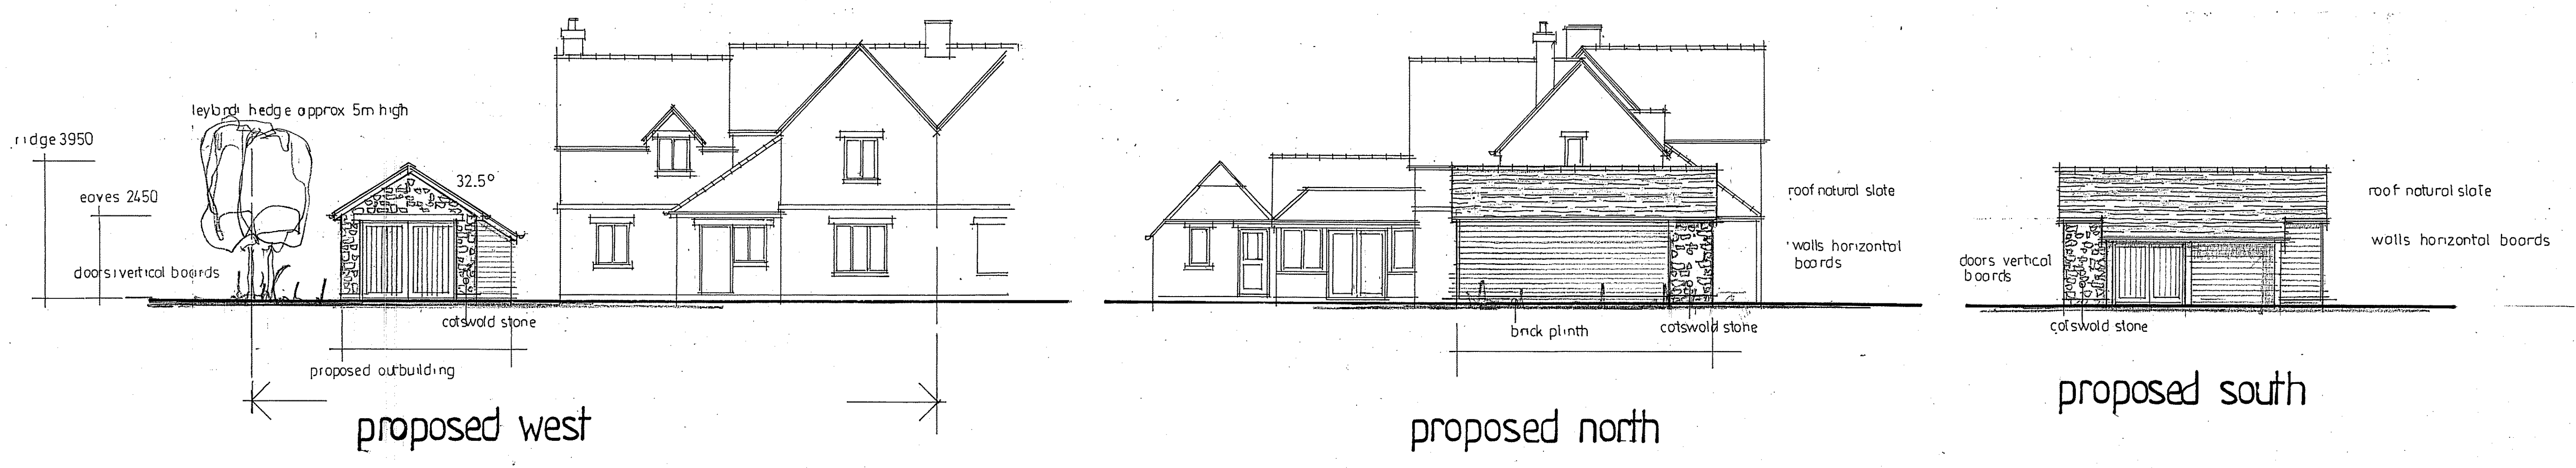 leylandi hedge approx 5m high
ridge 3950
32.5°
eaves 2450
doors vertical boards
cotswold stone
proposed outbuilding
proposed west
roof natural slate
walls horizontal
boards
brick plinth
cotswold stone
proposed north
roof natural slate
walls horizontal boards
doors vertical
boards
cotswold stone
proposed south